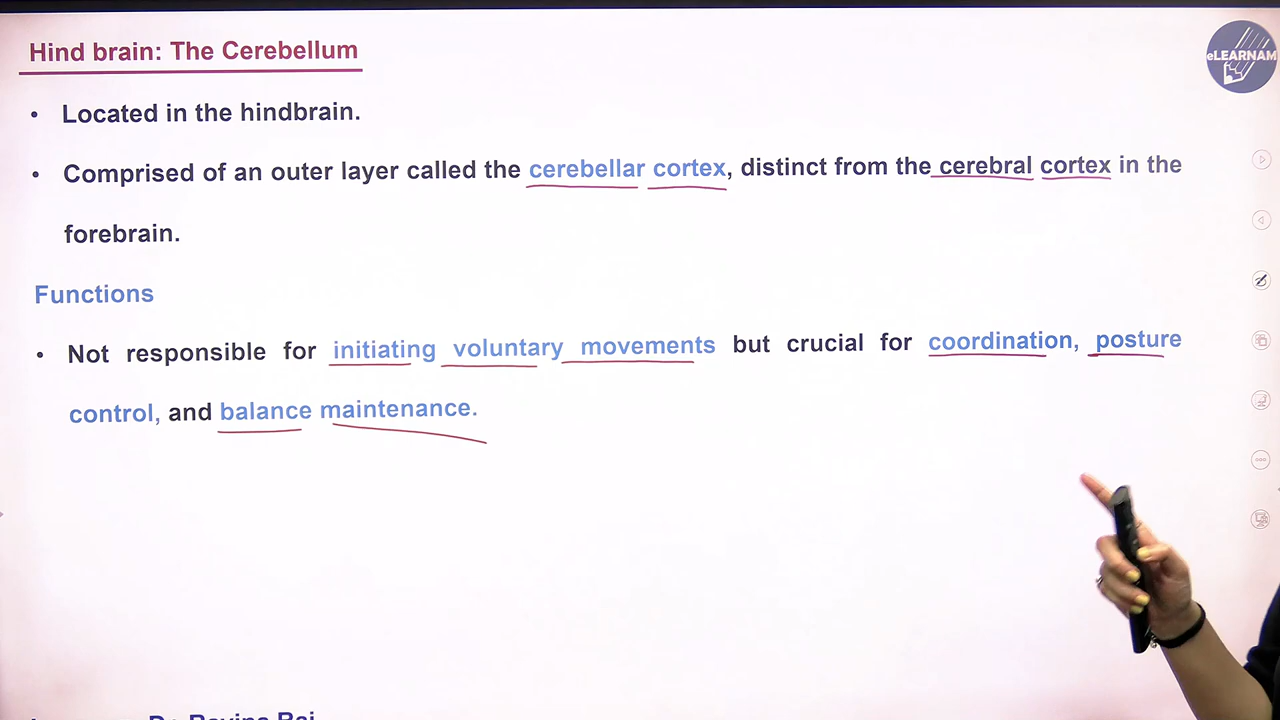 Hind brain: The Cerebellum
eLEARNAM
• Located in the hindbrain.
• Comprised of an outer layer called the cerebellar cortex, distinct from the cerebral cortex in the
forebrain.
Functions
• Not responsible for initiating voluntary movements but crucial for coordination, posture
control, and balance maintenance.